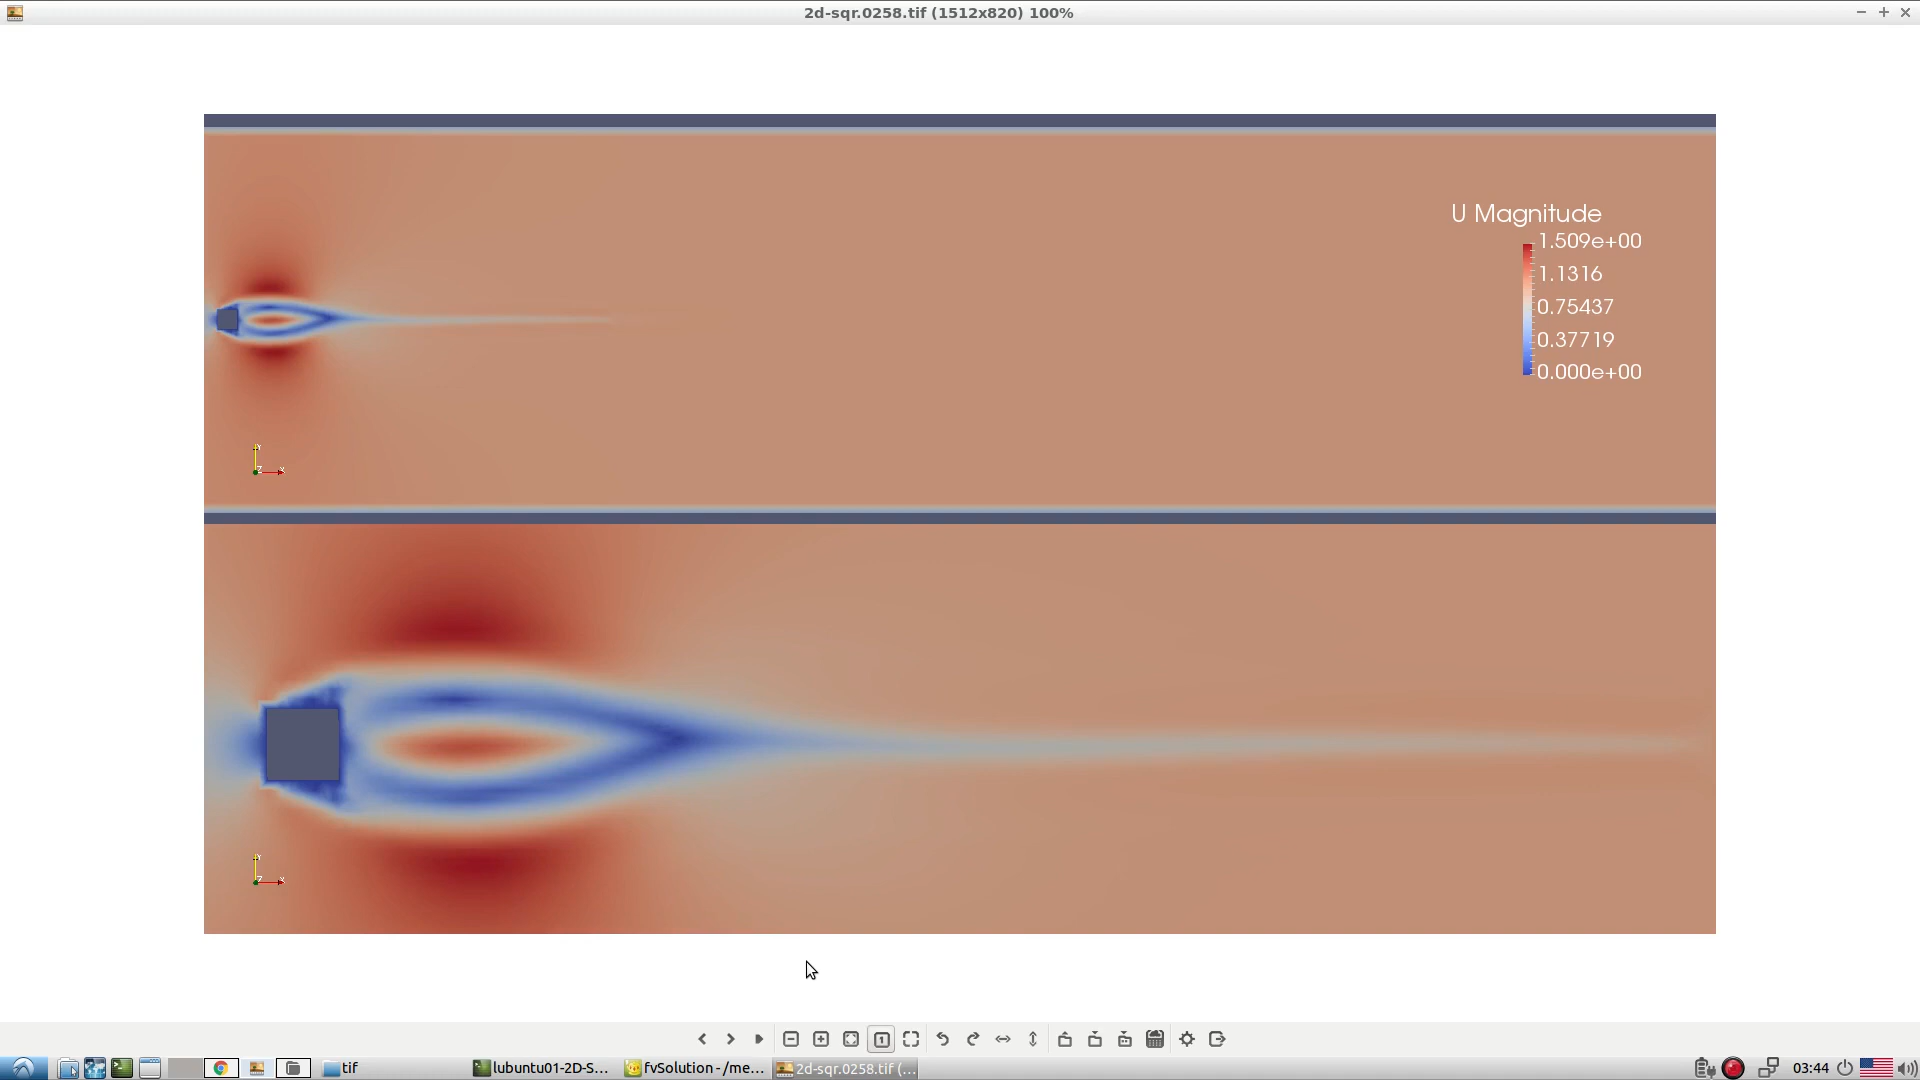 2d-sqr.0258.tif (1512x820) 100%
U Magnitude
1.509e+00
1.1316
0.75437
0.37719
0.000e+00
Y
Z
X
Y
Z
X
1
tif
lubuntu01-2D-S...
fvSolution - /me...
2d-sqr.0258.tif (...
03:44